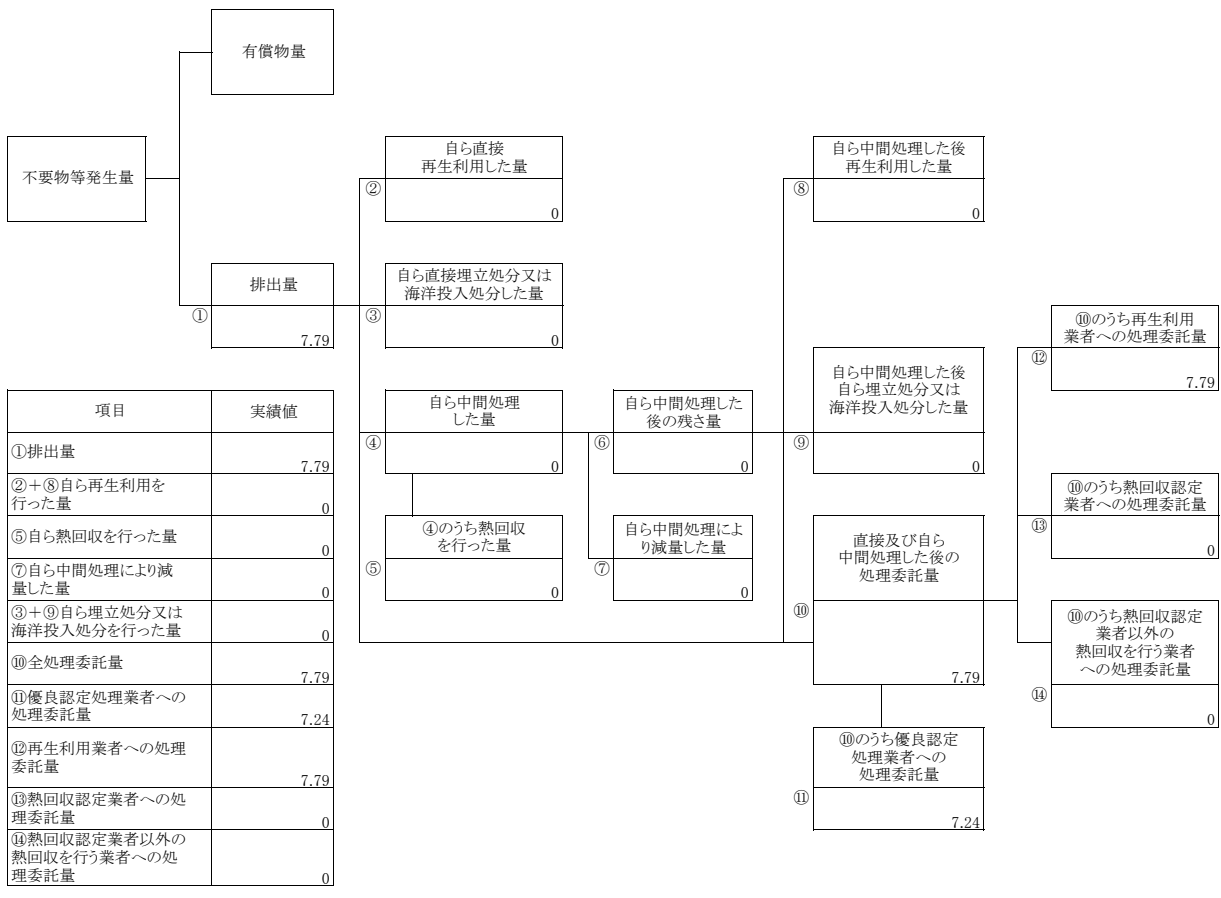 有償物量
不要物等発生量
排出量
①
7.79
自ら直接
再生利用した量
②
0
自ら直接埋立処分又は
海洋投入処分した量
③
0
自ら中間処理
した量
④
0
④のうち熱回収
を行った量
⑤
0
自ら中間処理した
後の残さ量
⑥
0
自ら中間処理によ
り減量した量
⑦
0
自ら中間処理した後
再生利用した量
⑧
0
自ら中間処理した後
自ら埋立処分又は
海洋投入処分した量
⑨
0
直接及び自ら
中間処理した後の
処理委託量
⑩
7.79
⑩のうち優良認定
処理業者への
処理委託量
⑪
7.24
⑩のうち再生利用
業者への処理委託量
⑫
7.79
⑩のうち熱回収認定
業者への処理委託量
⑬
0
⑩のうち熱回収認定
業者以外の
熱回収を行う業者
への処理委託量
⑭
0
項目 実績値
①排出量
7.79
②＋⑧自ら再生利用を
行った量
0
⑤自ら熱回収を行った量
0
⑦自ら中間処理により減
量した量
0
③＋⑨自ら埋立処分又は
海洋投入処分を行った量
0
⑩全処理委託量
7.79
⑪優良認定処理業者への
処理委託量
7.24
⑫再生利用業者への処理
委託量
7.79
⑬熱回収認定業者への処
理委託量
0
⑭熱回収認定業者以外の
熱回収を行う業者への処
理委託量
0